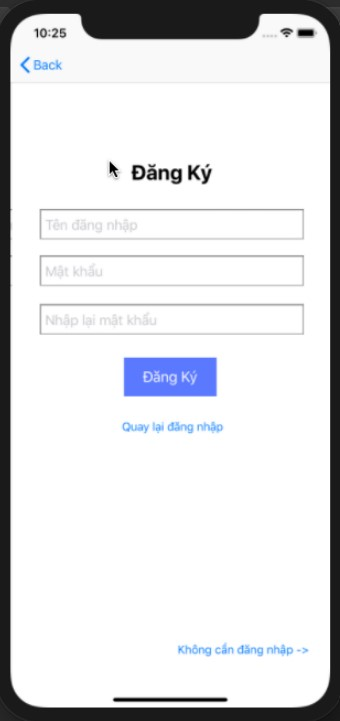 10:25
Back
Đăng Ký
Tên đăng nhập
Mật khẩu
Nhập lại mật khẩu
Đăng Ký
Quay lại đăng nhập
Không cần đăng nhập ->